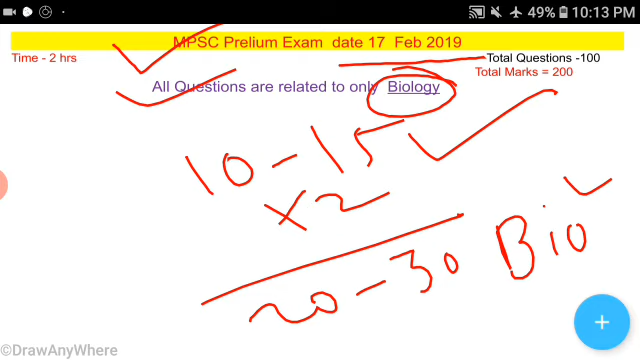 49% 10:13 PM
MPSC Prelium Exam date 17 Feb 2019
Time - 2 hrs
Total Questions -100
Total Marks = 200
All Questions are related to only Biology
10 - 15
X 2
20 - 30 Bio
©DrawAnyWhere